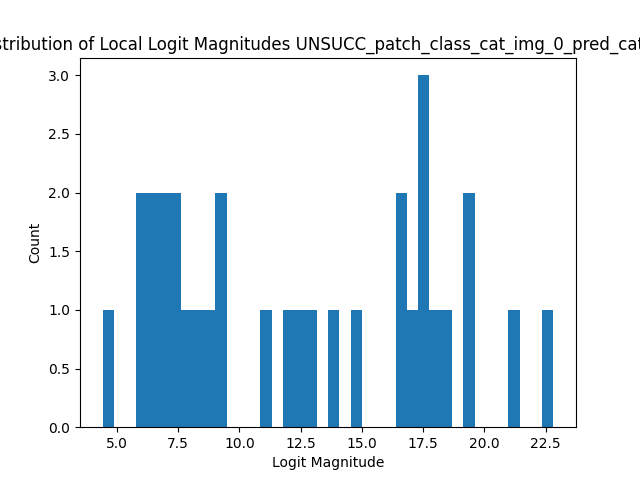 stribution of Local Logit Magnitudes UNSUCC_patch_class_cat_img_0_pred_cat
3.0
2.5
2.0
1.5
1.0
0.5
0.0
Count
5.0 7.5 10.0 12.5 15.0 17.5 20.0 22.5
Logit Magnitude